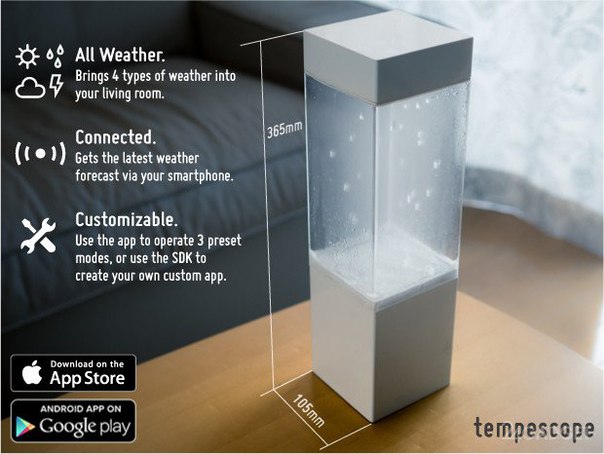 All Weather.
Brings 4 types of weather into
your living room.
Connected.
Gets the latest weather
forecast via your smartphone.
Customizable.
Use the app to operate 3 preset
modes, or use the SDK to
create your own custom app.
365mm
105mm
Download on the
App Store
ANDROID APP ON
Google play
tempescope